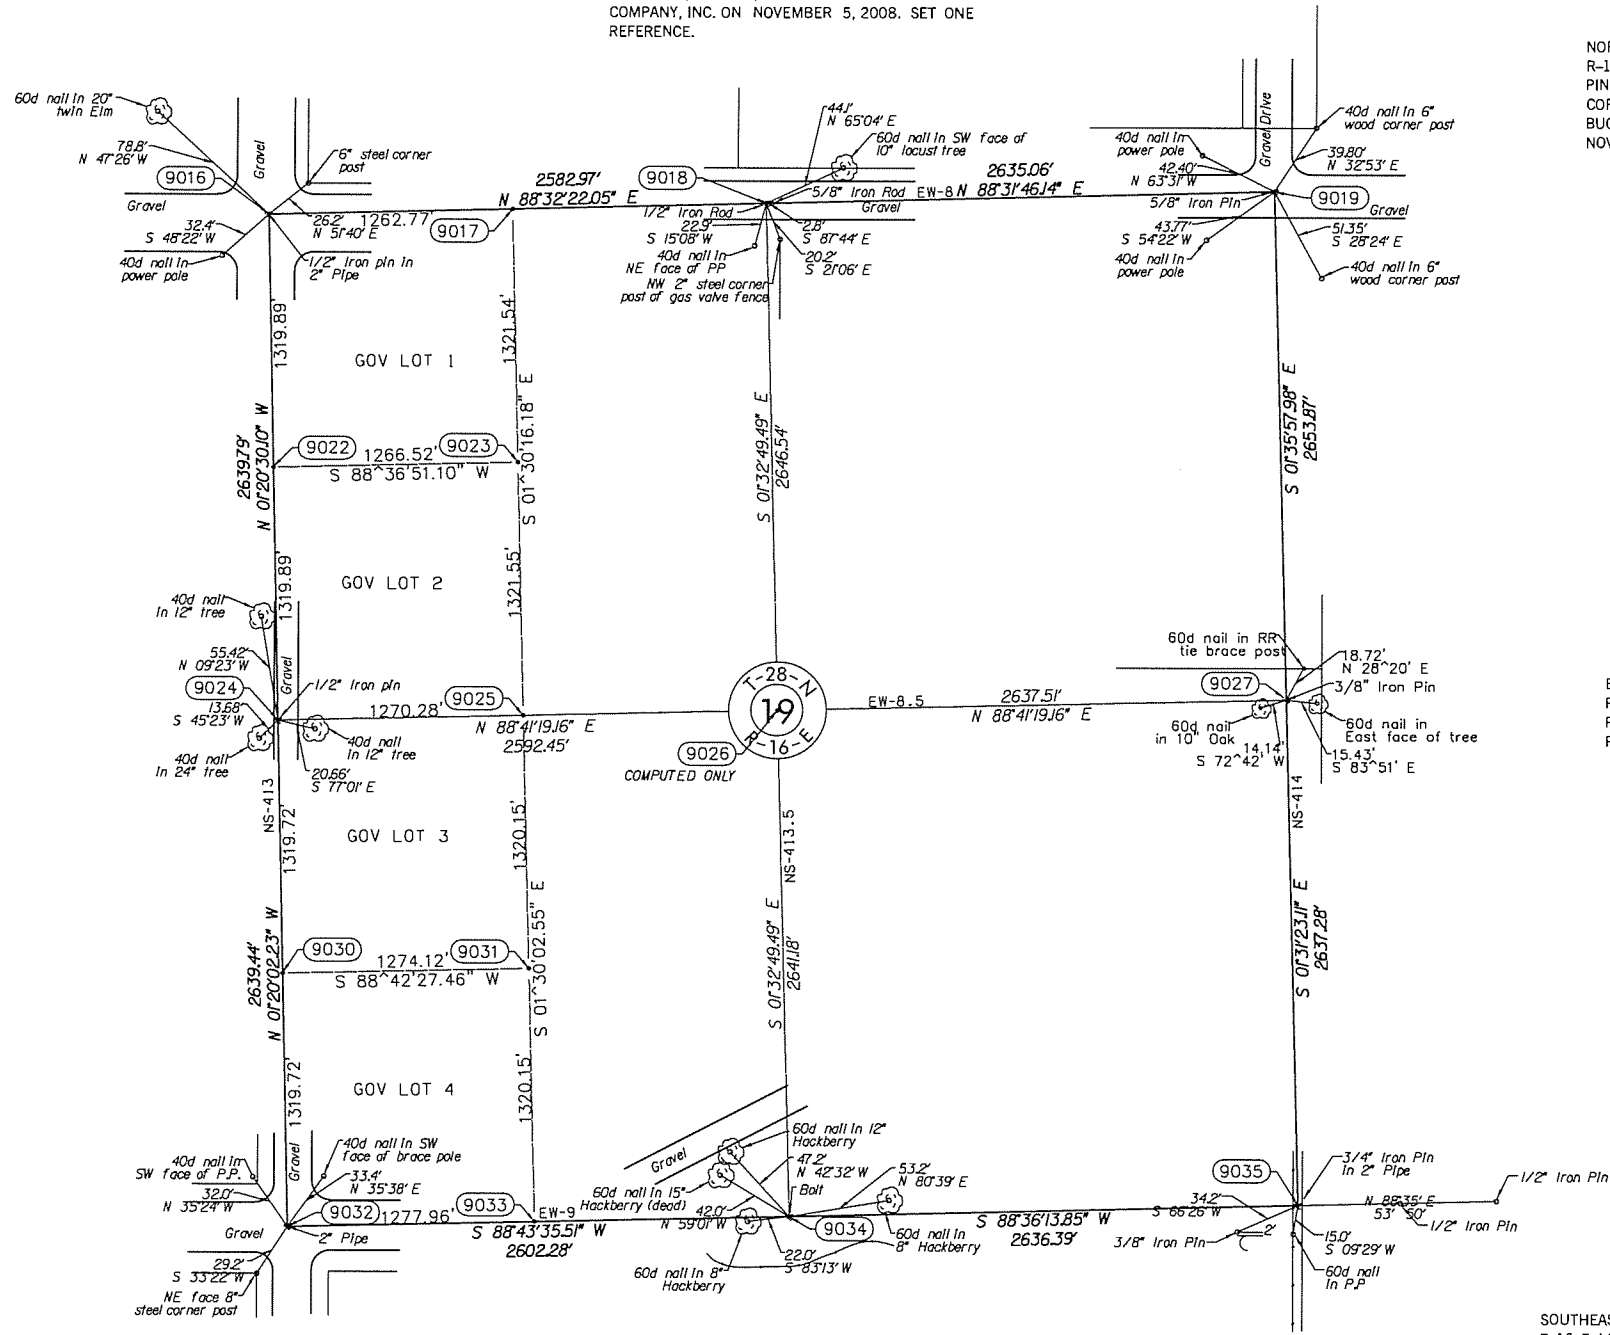 COMPANY, INC. ON NOVEMBER 5, 2008. SET ONE
REFERENCE.
NOR
R-1
PIN
COR
BUC
NOV
60d nail in 20"
twin Elm
78.8'
N 47°26' W
9016
Gravel
Gravel
6" steel corner
post
26.2'
N 51°40' E
32.4'
S 48°22' W
40d nail in
power pole
1/2" Iron pin in
2" Pipe
1262.77'
2582.97'
N 88°32'22.05" E
9017
9018
44.1'
N 65°04' E
60d nail in SW face of
10" locust tree
5/8" Iron Rod
1/2" Iron Rod
22.9'
S 15°08' W
40d nail in
NE face of PP
NW 2" steel corner
post of gas valve fence
2.8'
S 87°44' E
20.2'
S 21°06' E
Gravel
EW-8
2635.06'
N 88°31'46.14" E
Gravel Drive
40d nail in
power pole
42.40'
N 63°31' W
5/8" Iron Pin
40d nail in 6"
wood corner post
39.80'
N 32°53' E
9019
Gravel
43.77'
S 54°22' W
40d nail in
power pole
51.35'
S 28°24' E
40d nail in 6"
wood corner post
1319.89'
GOV LOT 1
1321.54'
2639.79'
N 01°20'30.10" W
9022
1266.52'
9023
S 88^36'51.10" W
S 01^30'16.18" E
S 01°32'49.49" E
2646.54'
S 01°35'57.98" E
2653.87'
1319.89'
GOV LOT 2
1321.55'
40d nail
in 12" tree
55.42'
N 09°23' W
9024
13.68'
S 45°23' W
40d nail
in 24" tree
Gravel
1/2" Iron pin
1270.28'
9025
N 88°41'19.16" E
2592.45'
40d nail
in 12" tree
20.66'
S 77°01' E
T-28-N
19
R-16-E
9026
COMPUTED ONLY
EW-8.5
2637.51'
N 88°41'19.16" E
60d nail in RR
tie brace post
18.72'
N 28^20' E
9027
3/8" Iron Pin
60d nail
in 10" Oak
14.14'
S 72^42' W
60d nail in
East face of tree
15.43'
S 83^51' E
E
F
F
F
NS-413
1319.72'
GOV LOT 3
1320.15'
NS-413.5
NS-414
2639.44'
N 01°20'02.23" W
9030
1274.12'
9031
S 88^42'27.46" W
S 01^30'02.55" E
S 01°32'49.49" E
2641.18'
S 01°31'23.11" E
2637.28'
1319.72'
GOV LOT 4
1320.15'
40d nail in
SW face of P.P.
32.0'
N 35°24' W
Gravel
40d nail in SW
face of brace pole
33.4'
N 35°38' E
9032
Gravel
2" Pipe
1277.96'
9033
EW-9
S 88°43'35.51" W
2602.28'
29.2'
S 33°22' W
NE face 8"
steel corner post
Gravel
60d nail in 12"
Hackberry
47.2'
N 42°32' W
60d nail in 15"
Hackberry (dead)
42.0'
N 59°01' W
Bolt
53.2'
N 80°39' E
9034
60d nail in
8" Hackberry
22.0'
S 83°13' W
60d nail in 8"
Hackberry
S 88°36'13.85" W
2636.39'
9035
3/4" Iron Pin
in 2" Pipe
34.2'
S 66°26' W
2'
3/8" Iron Pin
N 88°35' E
53' 50'
1/2" Iron Pin
1/2" Iron Pin
15.0'
S 09°29' W
60d nail
in P.P
SOUTHEAS